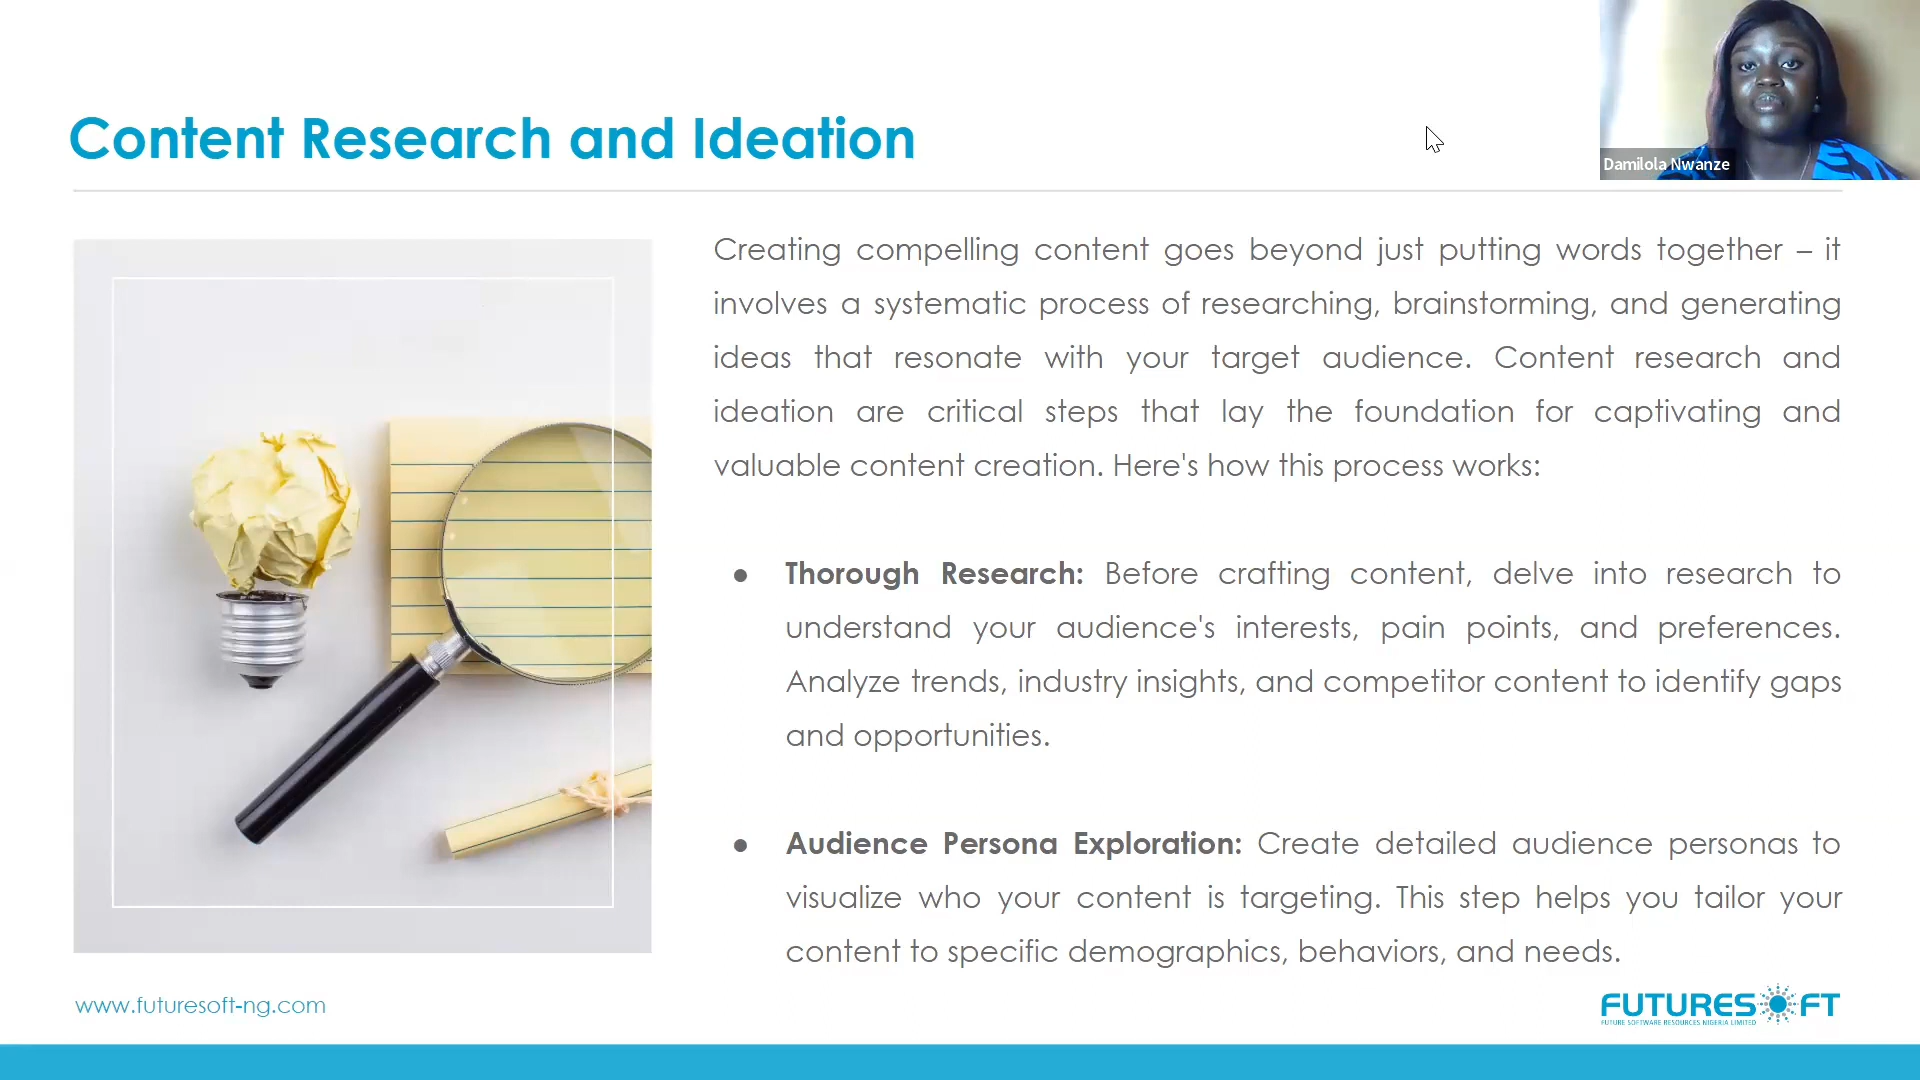 Damilola Nwanze
Content Research and Ideation
Creating compelling content goes beyond just putting words together – it
involves a systematic process of researching, brainstorming, and generating
ideas that resonate with your target audience. Content research and
ideation are critical steps that lay the foundation for captivating and
valuable content creation. Here's how this process works:
● Thorough Research: Before crafting content, delve into research to
understand your audience's interests, pain points, and preferences.
Analyze trends, industry insights, and competitor content to identify gaps
and opportunities.
● Audience Persona Exploration: Create detailed audience personas to
visualize who your content is targeting. This step helps you tailor your
content to specific demographics, behaviors, and needs.
www.futuresoft-ng.com
FUTURESOFT
FUTURE SOFTWARE RESOURCES NIGERIA LIMITED